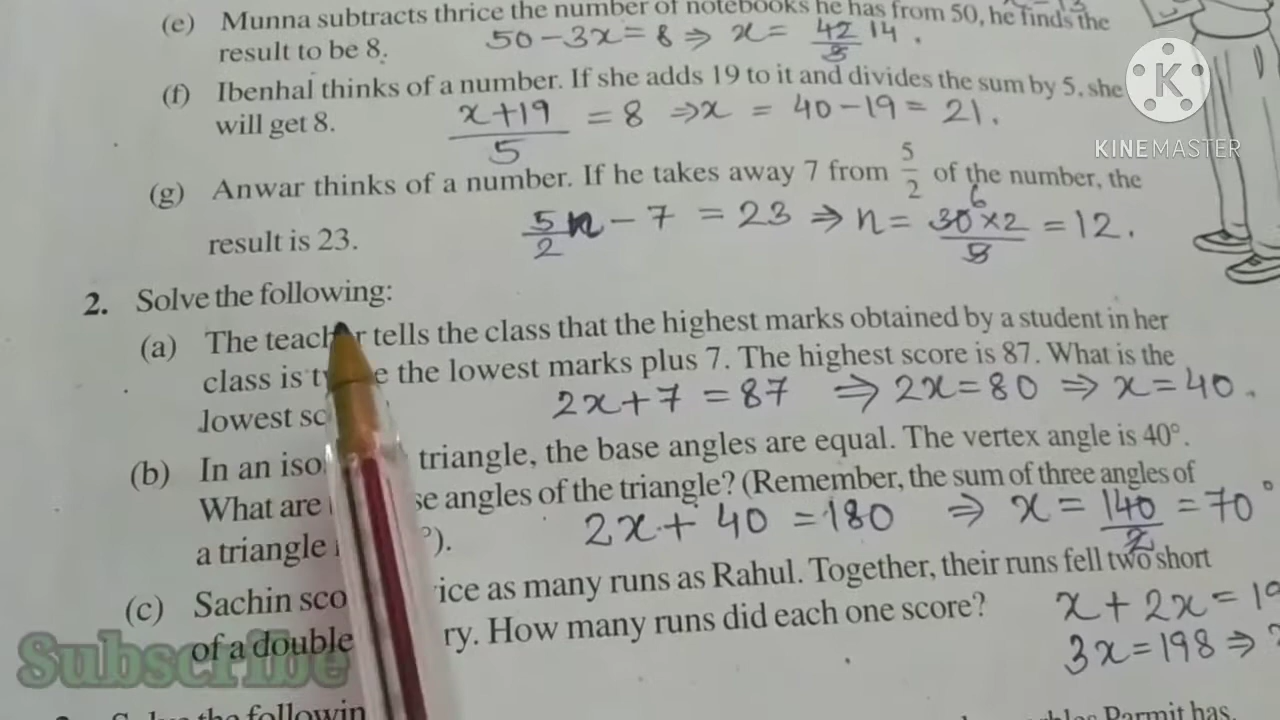 (e) Munna subtracts thrice the number of notebooks he has from 50, he finds the
result to be 8. 50 – 3x = 8 ⇒ x = 42/3 14 .
(f) Ibenhal thinks of a number. If she adds 19 to it and divides the sum by 5, she
will get 8. x + 19 / 5 = 8 ⇒ x = 40 – 19 = 21.
KINEMASTER
(g) Anwar thinks of a number. If he takes away 7 from 5/2 of the number, the
result is 23. 5/2 n – 7 = 23 ⇒ n = 30 6 × 2 / 5 = 12.
2. Solve the following:
(a) The teacher tells the class that the highest marks obtained by a student in her
class is the lowest marks plus 7. The highest score is 87. What is the
lowest 2x + 7 = 87 ⇒ 2x = 80 ⇒ x = 40.
(b) In an triangle, the base angles are equal. The vertex angle is 40°.
What are angles of the triangle? (Remember, the sum of three angles of
a triangle °). 2x + 40 = 180 ⇒ x = 140/2 = 70°
(c) Sachin as many runs as Rahul. Together, their runs fell two short
of a double ry. How many runs did each one score? x + 2x = 19
3x = 198 ⇒
Subscribe
the followin Parmit has